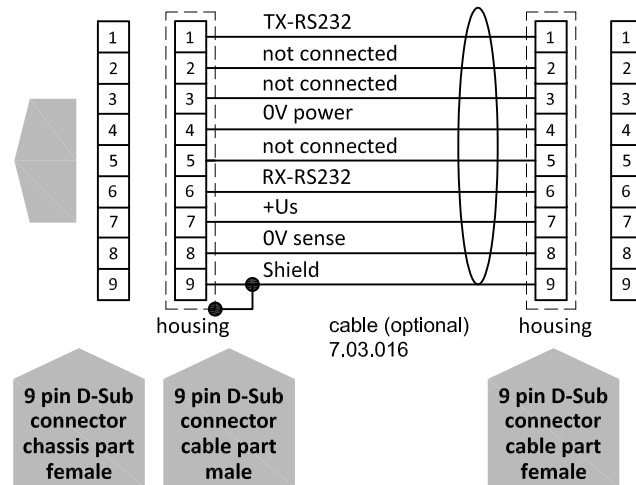 TX-RS232
1 1 1 1
not connected
2 2 2 2
not connected
3 3 3 3
0V power
4 4 4 4
not connected
5 5 5 5
RX-RS232
6 6 6 6
+Us
7 7 7 7
0V sense
8 8 8 8
Shield
9 9 9 9
housing
cable (optional)
7.03.016
housing
9 pin D-Sub
connector
chassis part
female
9 pin D-Sub
connector
cable part
male
9 pin D-Sub
connector
cable part
female